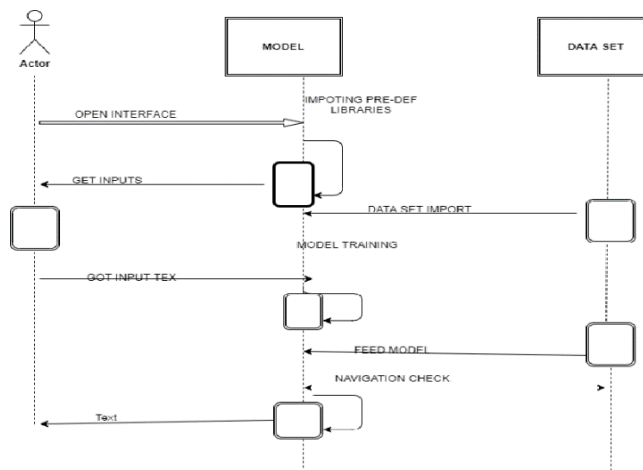 Actor
MODEL
DATA SET
IMPOTING PRE-DEF
LIBRARIES
OPEN INTERFACE
GET INPUTS
DATA SET IMPORT
MODEL TRAINING
GOT INPUT TEX
FEED MODEL
NAVIGATION CHECK
Text